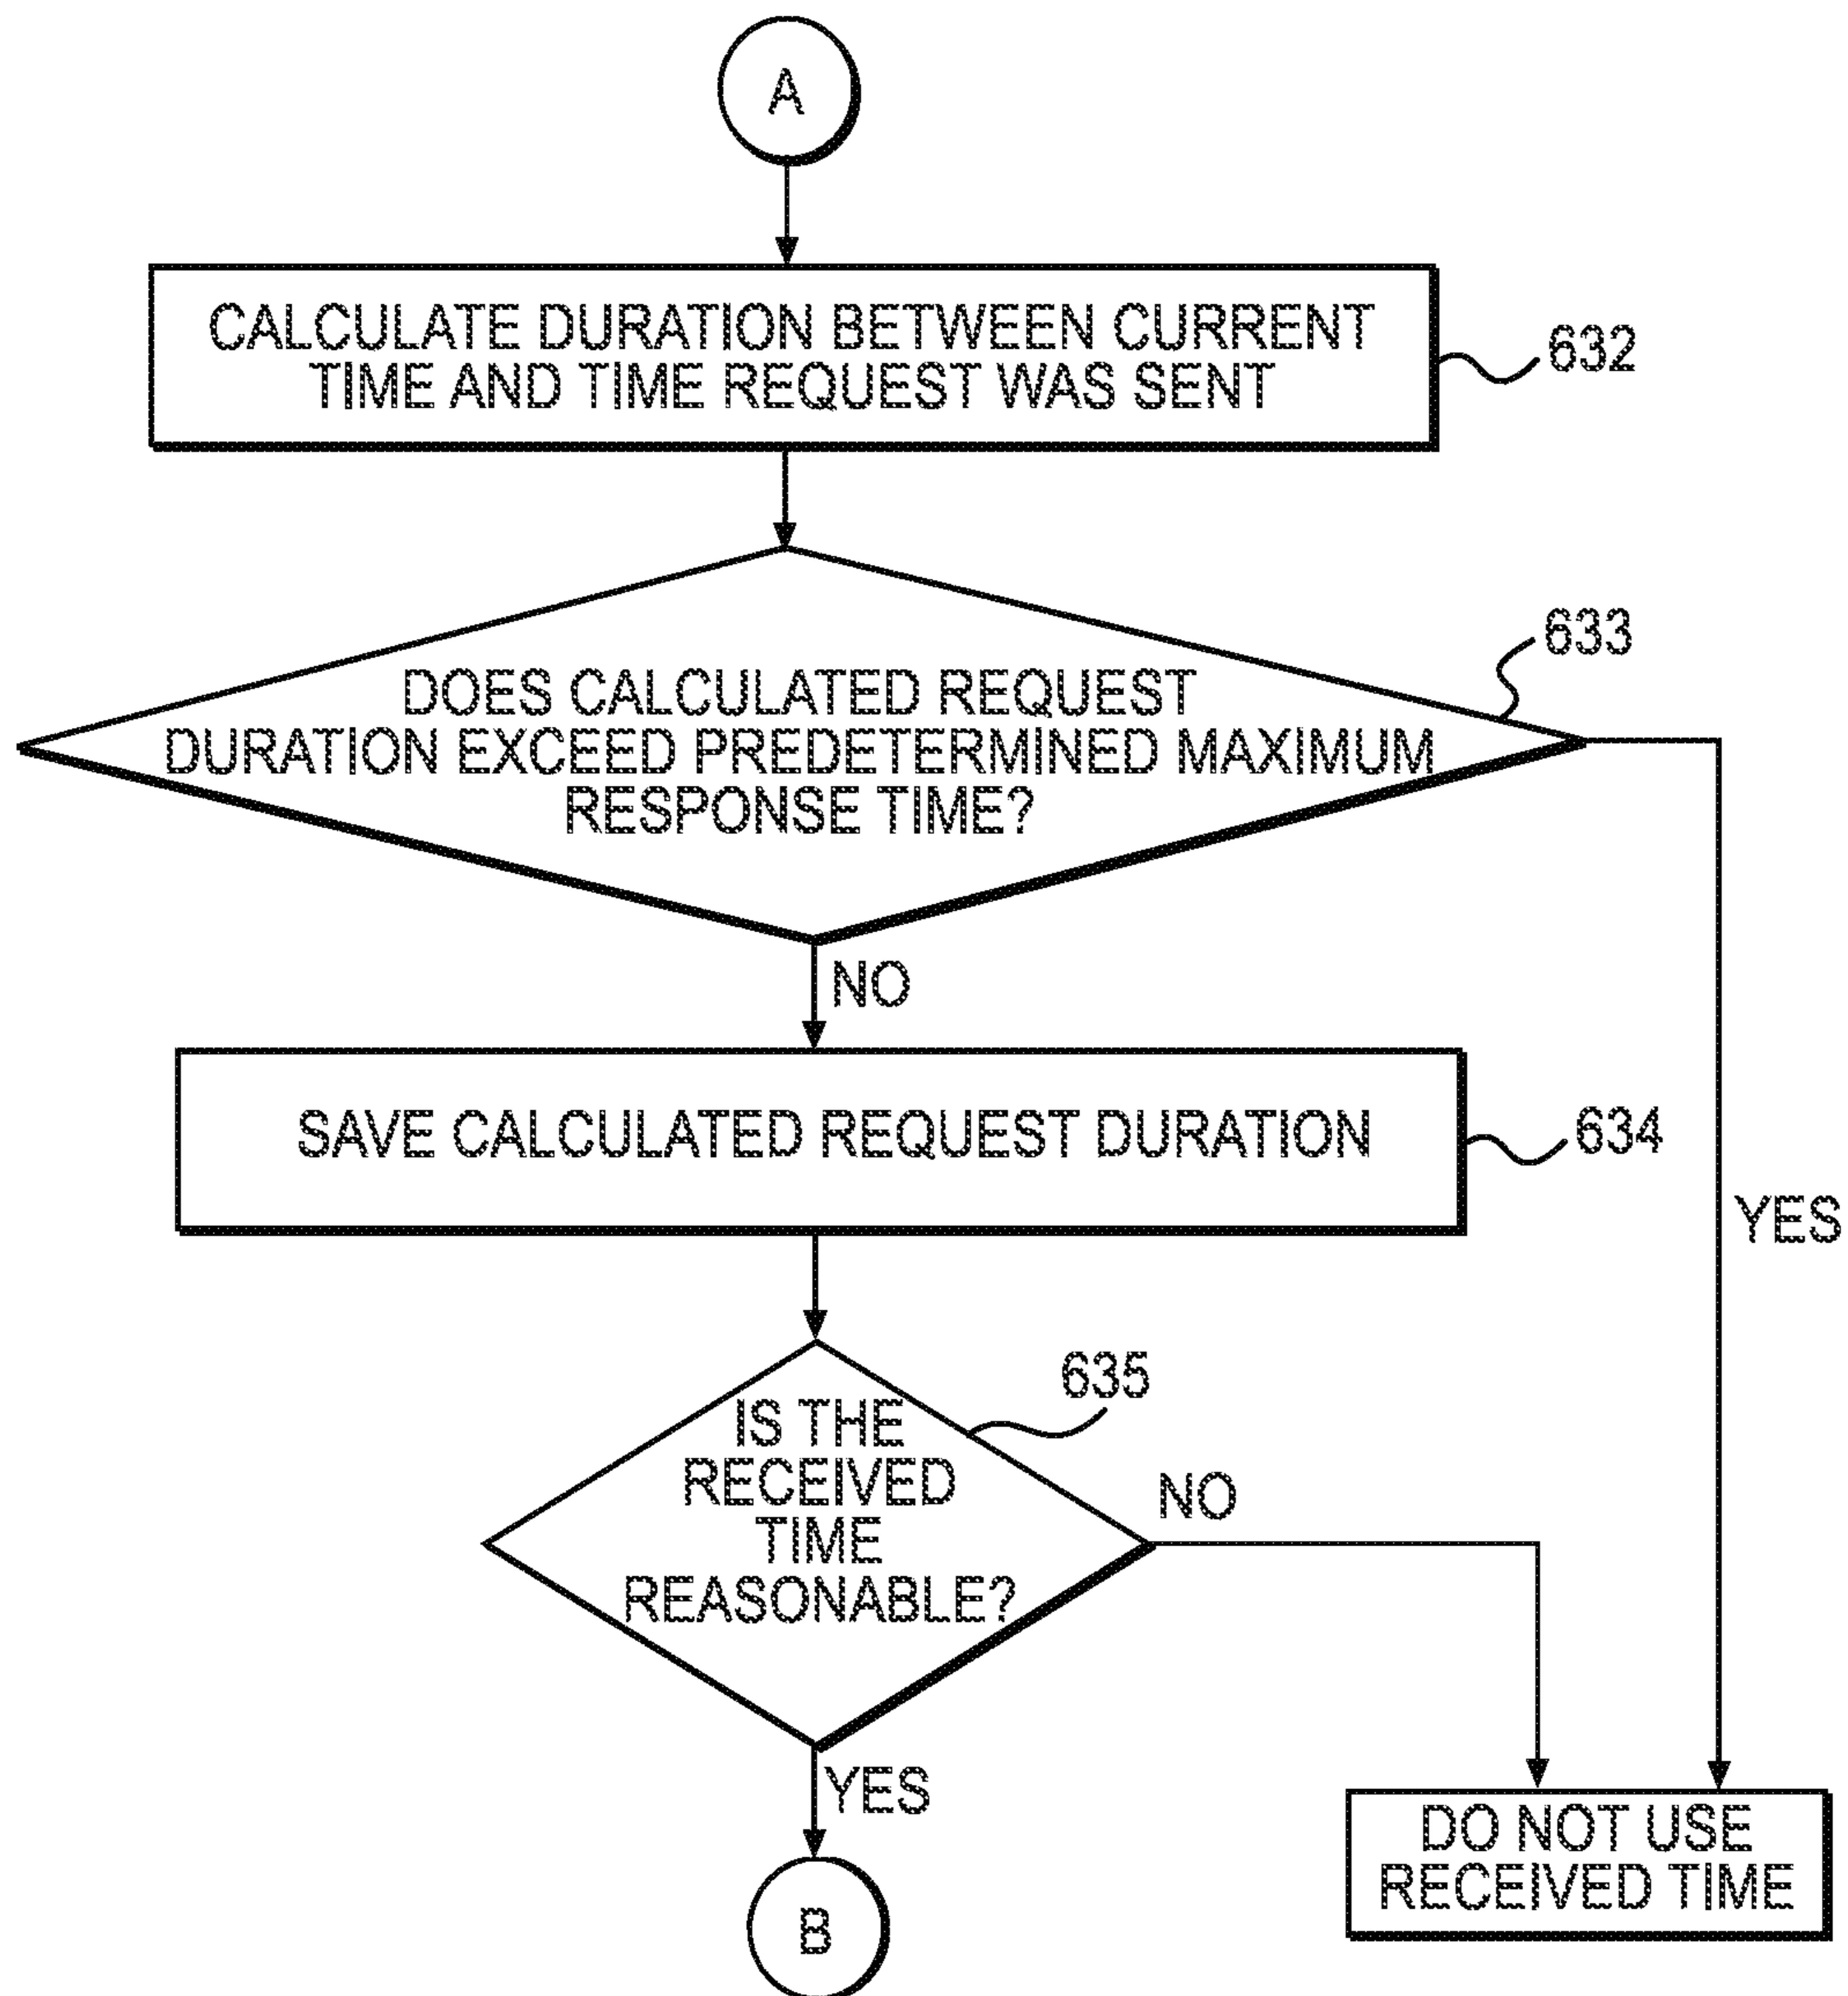 A
CALCULATE DURATION BETWEEN CURRENT
TIME AND TIME REQUEST WAS SENT
632
633
DOES CALCULATED REQUEST
DURATION EXCEED PREDETERMINED MAXIMUM
RESPONSE TIME?
NO
SAVE CALCULATED REQUEST DURATION
634
YES
635
IS THE
RECEIVED
TIME
REASONABLE?
NO
YES
DO NOT USE
RECEIVED TIME
B